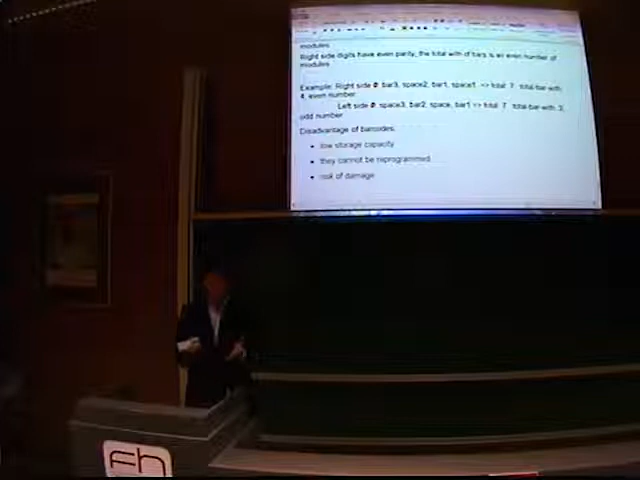 modules
Right side digits have even parity, the total with of bars is an even number of
modules
Example: Right side 0: bar3, space2, bar1, space1 => total: 7 total bar with:
4, even number
Left side 0: space3, bar2, space, bar1 => total: 7 total bar with: 3,
odd number
Disadvantage of barcodes:
• low storage capacity
• they cannot be reprogrammed
• risk of damage
fh